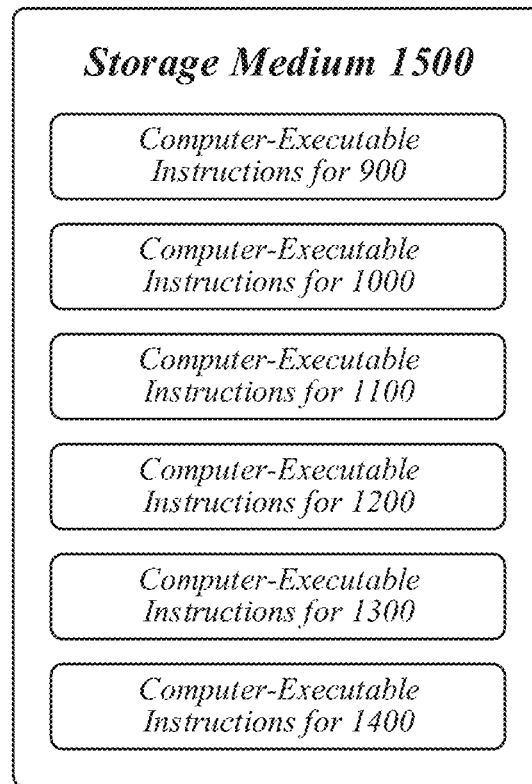 Storage Medium 1500
Computer-Executable
Instructions for 900
Computer-Executable
Instructions for 1000
Computer-Executable
Instructions for 1100
Computer-Executable
Instructions for 1200
Computer-Executable
Instructions for 1300
Computer-Executable
Instructions for 1400